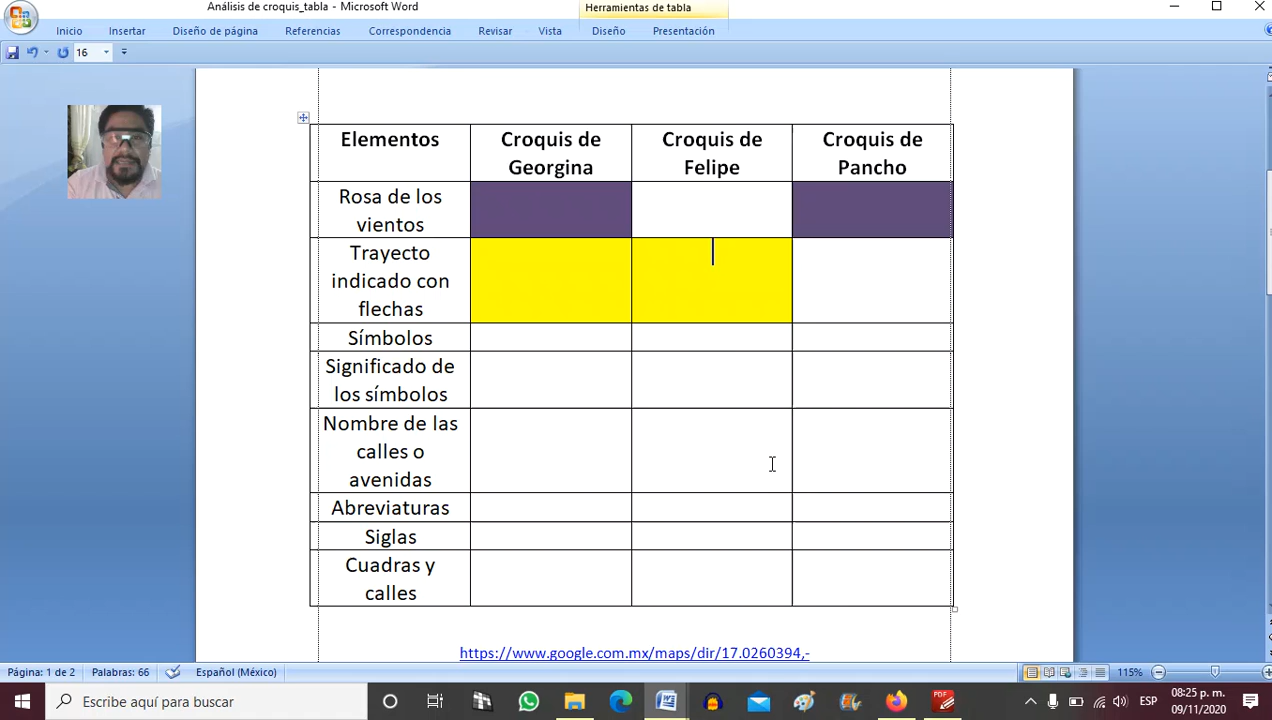 Análisis de croquis_tabla - Microsoft Word
Herramientas de tabla
Inicio
Insertar
Diseño de página
Referencias
Correspondencia
Revisar
Vista
Diseño
Presentación
16
Elementos
Croquis de
Georgina
Croquis de
Felipe
Croquis de
Pancho
Rosa de los
vientos
Trayecto
indicado con
flechas
Símbolos
Significado de
los símbolos
Nombre de las
calles o
avenidas
Abreviaturas
Siglas
Cuadras y
calles
https://www.google.com.mx/maps/dir/17.0260394,-
Página: 1 de 2
Palabras: 66
Español (México)
115%
Escribe aquí para buscar
PDF
ESP
08:25 p. m.
09/11/2020